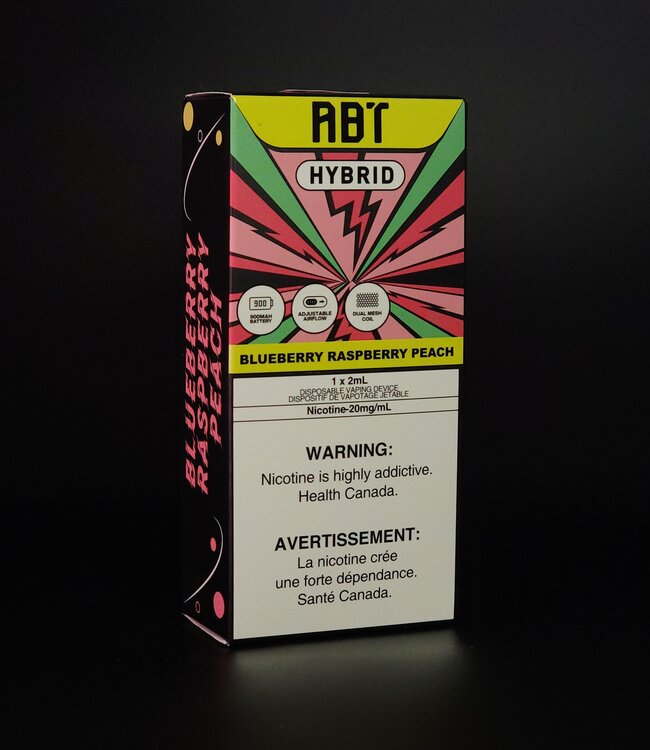 ABT
HYBRID
900
900MAH
BATTERY
ADJUSTABLE
AIRFLOW
DUAL MESH
COIL
BLUEBERRY RASPBERRY PEACH
1 x 2mL
DISPOSABLE VAPING DEVICE
DISPOSITIF DE VAPOTAGE JETABLE
Nicotine-20mg/mL
WARNING:
Nicotine is highly addictive.
Health Canada.
AVERTISSEMENT:
La nicotine crée
une forte dépendance.
Santé Canada.
BLUEBERRY
RASPBERRY
PEACH